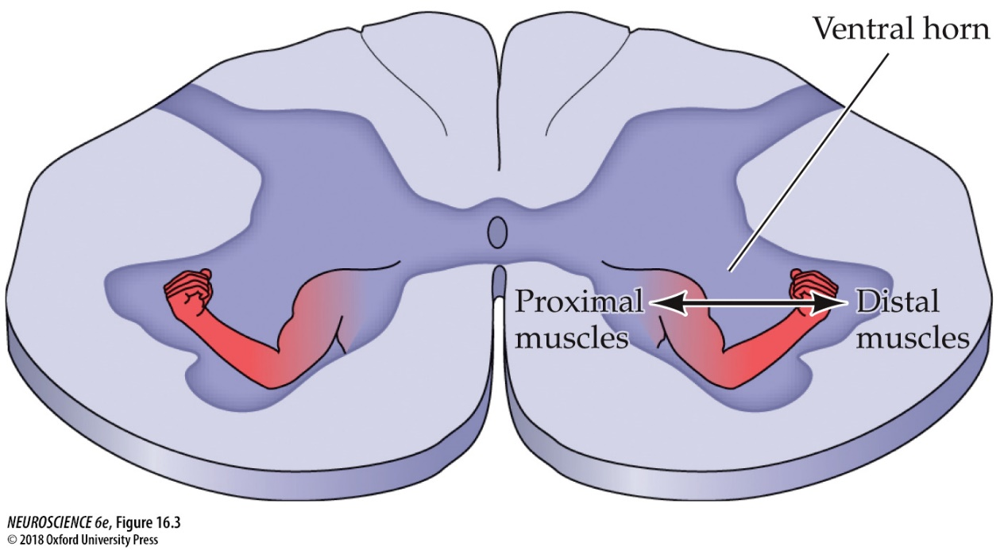 Ventral horn
Proximal
muscles
Distal
muscles
NEUROSCIENCE 6e, Figure 16.3
© 2018 Oxford University Press